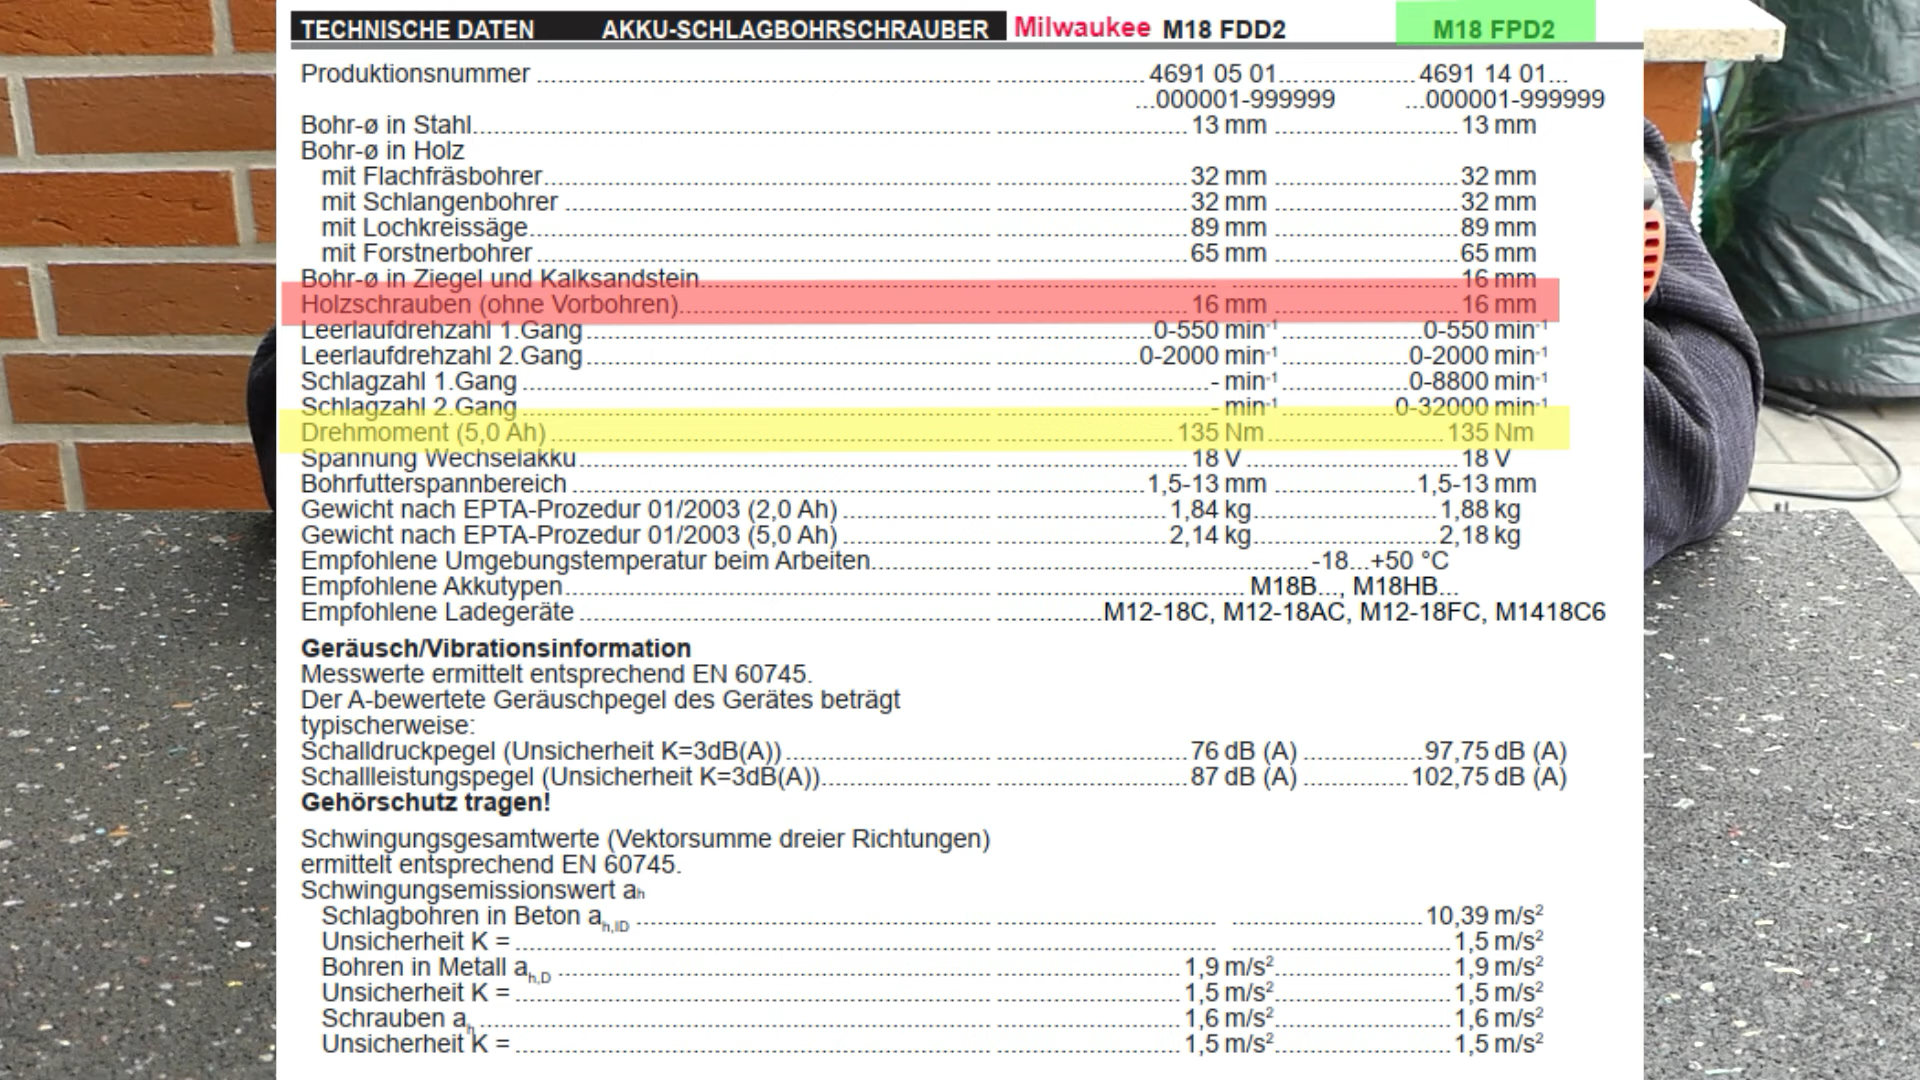 TECHNISCHE DATEN AKKU-SCHLAGBOHRSCHRAUBER Milwaukee M18 FDD2 M18 FPD2
Produktionsnummer ........ 4691 05 01... ........ 4691 14 01...
...000001-999999 ...000001-999999
Bohr-ø in Stahl........ 13 mm ........ 13 mm
Bohr-ø in Holz
mit Flachfräsbohrer........ 32 mm ........ 32 mm
mit Schlangenbohrer ........ 32 mm ........ 32 mm
mit Lochkreissäge........ 89 mm ........ 89 mm
mit Forstnerbohrer ........ 65 mm ........ 65 mm
Bohr-ø in Ziegel und Kalksandstein........ 16 mm
Holzschrauben (ohne Vorbohren)........ 16 mm ........ 16 mm
Leerlaufdrehzahl 1.Gang ........ 0-550 min-1 ........ 0-550 min-1
Leerlaufdrehzahl 2.Gang ........ 0-2000 min-1 ........ 0-2000 min-1
Schlagzahl 1.Gang ........ - min-1 ........ 0-8800 min-1
Schlagzahl 2.Gang ........ - min-1 ........ 0-32000 min-1
Drehmoment (5,0 Ah) ........ 135 Nm ........ 135 Nm
Spannung Wechselakku ........ 18 V ........ 18 V
Bohrfutterspannbereich ........ 1,5-13 mm ........ 1,5-13 mm
Gewicht nach EPTA-Prozedur 01/2003 (2,0 Ah) ........ 1,84 kg ........ 1,88 kg
Gewicht nach EPTA-Prozedur 01/2003 (5,0 Ah) ........ 2,14 kg ........ 2,18 kg
Empfohlene Umgebungstemperatur beim Arbeiten........ -18...+50 °C
Empfohlene Akkutypen ........ M18B..., M18HB...
Empfohlene Ladegeräte ........ M12-18C, M12-18AC, M12-18FC, M1418C6
Geräusch/Vibrationsinformation
Messwerte ermittelt entsprechend EN 60745.
Der A-bewertete Geräuschpegel des Gerätes beträgt
typischerweise:
Schalldruckpegel (Unsicherheit K=3dB(A)) ........ 76 dB (A) ........ 97,75 dB (A)
Schallleistungspegel (Unsicherheit K=3dB(A))........ 87 dB (A) ........ 102,75 dB (A)
Gehörschutz tragen!
Schwingungsgesamtwerte (Vektorsumme dreier Richtungen)
ermittelt entsprechend EN 60745.
Schwingungsemissionswert ah
Schlagbohren in Beton ah,ID ........ 10,39 m/s²
Unsicherheit K = ........ 1,5 m/s²
Bohren in Metall ah,D ........ 1,9 m/s² ........ 1,9 m/s²
Unsicherheit K = ........ 1,5 m/s² ........ 1,5 m/s²
Schrauben ah ........ 1,6 m/s² ........ 1,6 m/s²
Unsicherheit K = ........ 1,5 m/s² ........ 1,5 m/s²